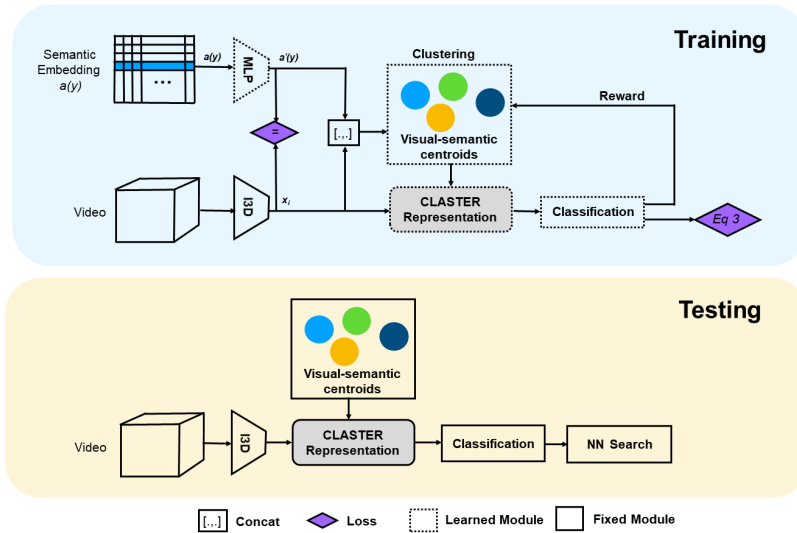 Training
Semantic
Embedding
a(y)
...
a(y)
MLP
a'(y)
Clustering
Visual-semantic
centroids
Reward
=
[.,.]
Video
I3D
xᵢ
CLASTER
Representation
Classification
Eq 3
Testing
Visual-semantic
centroids
Video
I3D
CLASTER
Representation
Classification
NN Search
[.,.]
Concat
Loss
Learned Module
Fixed Module